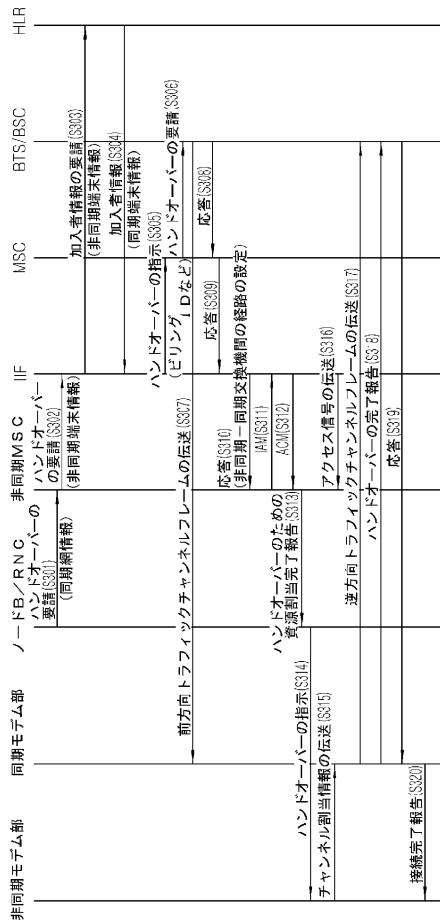 非同期モデム部
同期モデム部
ノードB/RNC
非同期MSC
IIF
MSC
BTS/BSC
HLR
ハンドオーバーの
要請(S301)
(同期網情報)
ハンドオーバー
の要請(S302)
(非同期端末情報)
加入者情報の要請(S303)
(非同期端末情報)
加入者情報(S304)
(同期端末情報)
ハンドオーバーの指示(S305)
ハンドオーバーの要請(S306)
(ビリングIDなど)
前方向トラフィックチャンネルフレームの伝送(S307)
応答(S308)
応答(S309)
応答(S310)
(非同期-同期交換機間の経路の設定)
IAM(S311)
ACM(S312)
ハンドオーバーのための
資源割当完了報告(S313)
ハンドオーバーの指示(S314)
チャンネル割当情報の伝送(S315)
アクセス信号の伝送(S316)
逆方向トラフィックチャンネルフレームの伝送(S317)
ハンドオーバーの完了報告(S318)
応答(S319)
接続完了報告(S320)